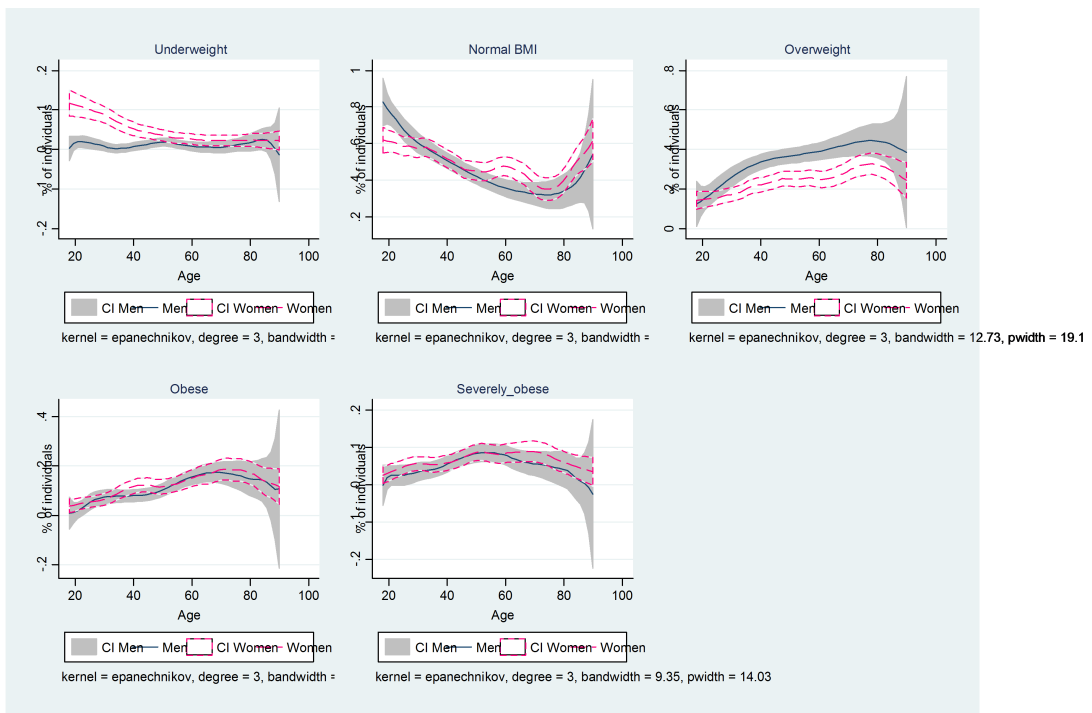 Underweight
Normal BMI
Overweight
.2
.1
0
-.1
-.2
% of individuals
20 40 60 80 100
Age
1
.8
.6
.4
.2
% of individuals
20 40 60 80 100
Age
.8
.6
.4
.2
0
% of individuals
20 40 60 80 100
Age
CI Men Men CI Women Women
CI Men Men CI Women Women
CI Men Men CI Women Women
kernel = epanechnikov, degree = 3, bandwidth =
kernel = epanechnikov, degree = 3, bandwidth =
kernel = epanechnikov, degree = 3, bandwidth = 12.73, pwidth = 19.1
Obese
Severely_obese
.4
.2
0
-.2
% of individuals
20 40 60 80 100
Age
.2
.1
0
-.1
-.2
% of individuals
20 40 60 80 100
Age
CI Men Men CI Women Women
CI Men Men CI Women Women
kernel = epanechnikov, degree = 3, bandwidth =
kernel = epanechnikov, degree = 3, bandwidth = 9.35, pwidth = 14.03